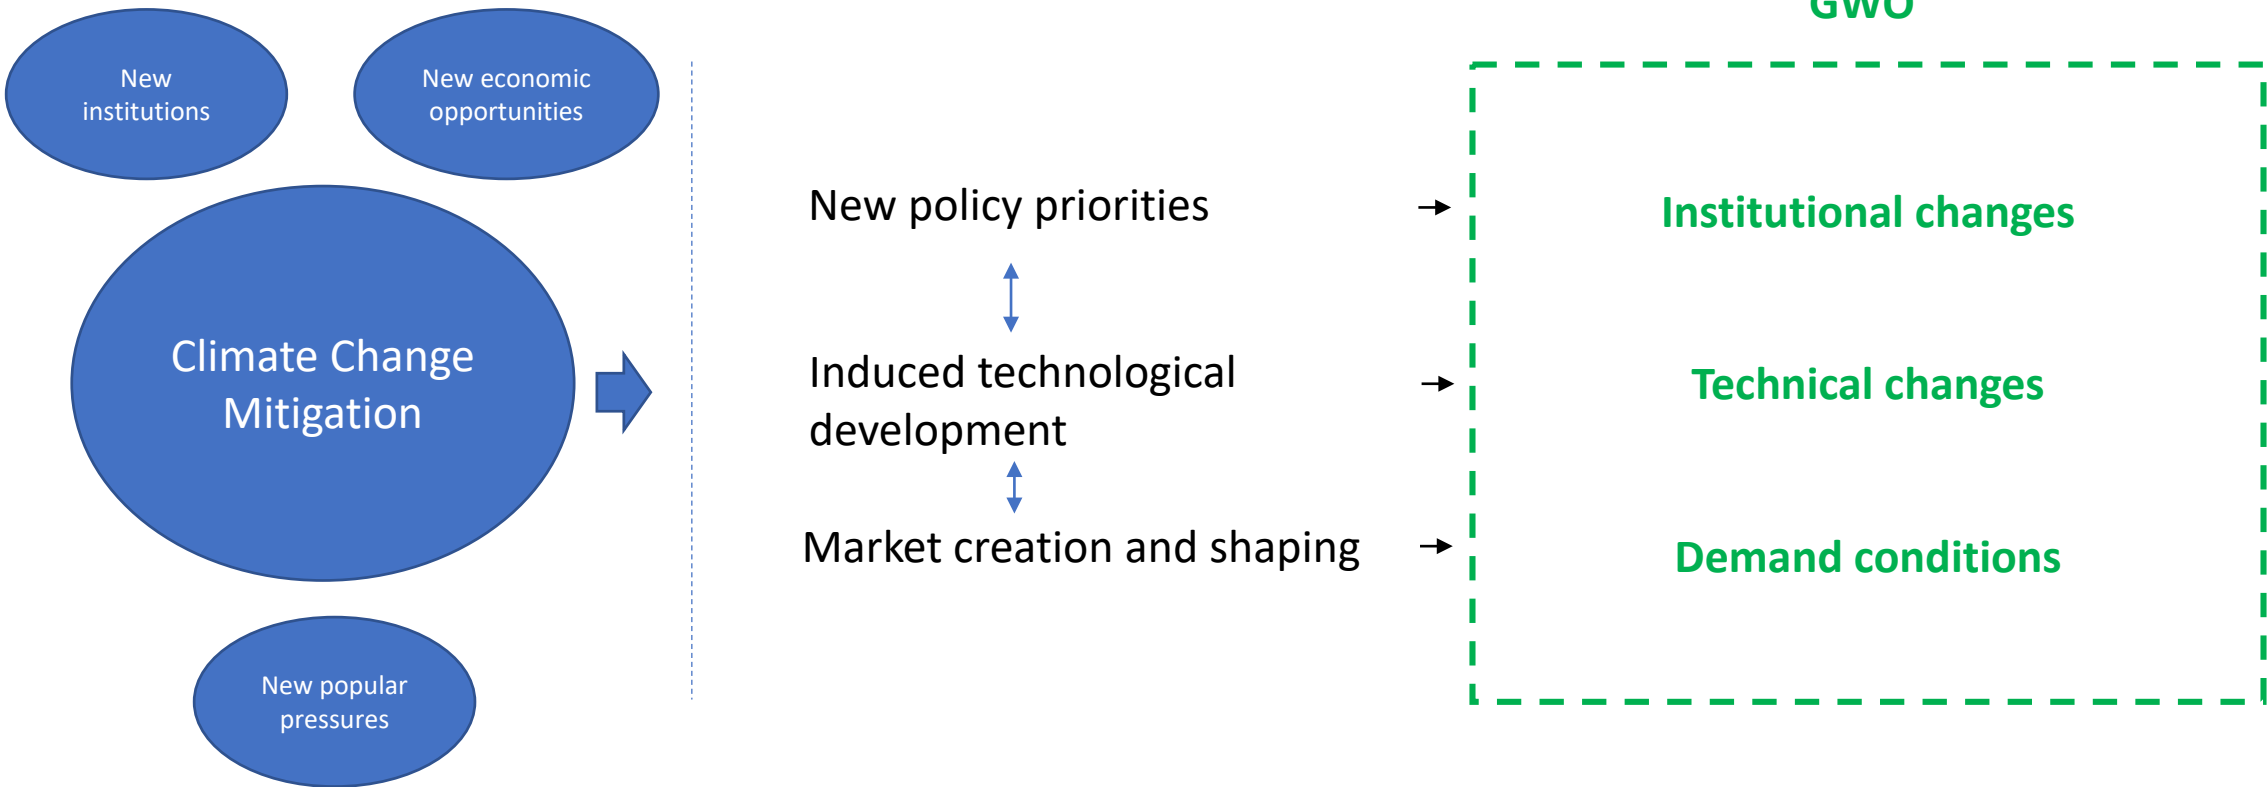 GWO
New
institutions
New economic
opportunities
Climate Change
Mitigation
New popular
pressures
New policy priorities
Induced technological
development
Market creation and shaping
Institutional changes
Technical changes
Demand conditions